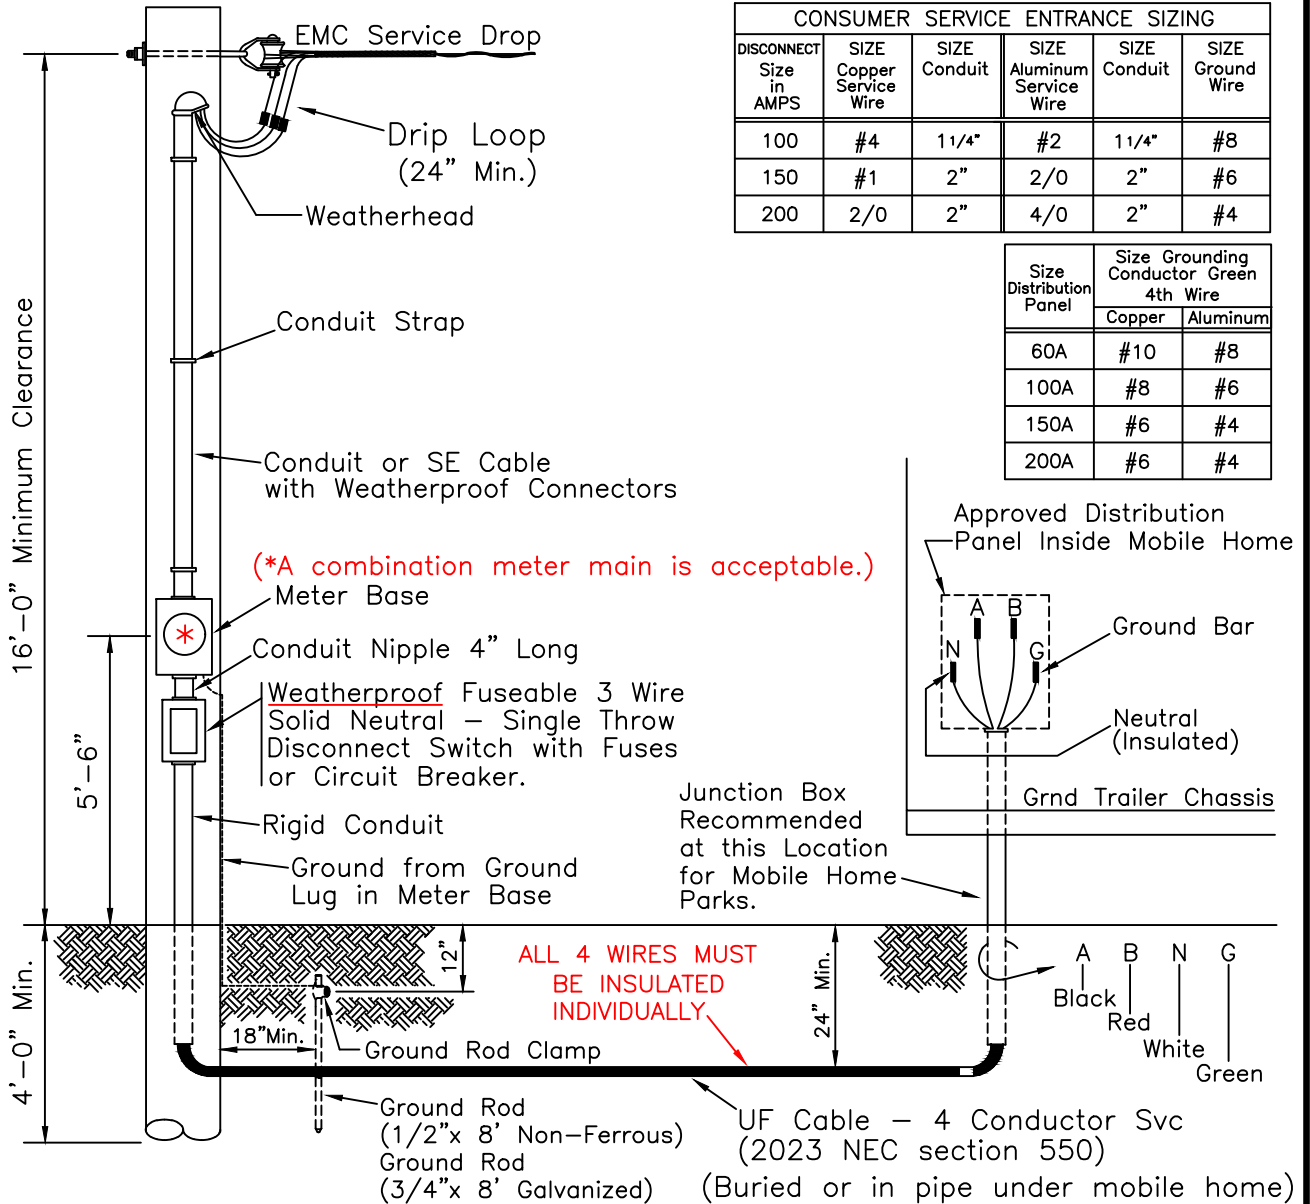 EMC Service Drop
Drip Loop
(24" Min.)
Weatherhead
Conduit Strap
Conduit or SE Cable
with Weatherproof Connectors
(*A combination meter main is acceptable.)
Meter Base
*
Conduit Nipple 4" Long
Weatherproof Fuseable 3 Wire
Solid Neutral – Single Throw
Disconnect Switch with Fuses
or Circuit Breaker.
Rigid Conduit
Ground from Ground
Lug in Meter Base
16'-0" Minimum Clearance
5'-6"
4'-0" Min.
CONSUMER SERVICE ENTRANCE SIZING
DISCONNECT Size in AMPS | SIZE Copper Service Wire | SIZE Conduit | SIZE Aluminum Service Wire | SIZE Conduit | SIZE Ground Wire
100 #4 1 1/4" #2 1 1/4" #8
150 #1 2" 2/0 2" #6
200 2/0 2" 4/0 2" #4
Size Distribution Panel | Size Grounding Conductor Green 4th Wire
Copper Aluminum
60A #10 #8
100A #8 #6
150A #6 #4
200A #6 #4
Approved Distribution
Panel Inside Mobile Home
A B
N G
Ground Bar
Neutral
(Insulated)
Grnd Trailer Chassis
Junction Box
Recommended
at this Location
for Mobile Home
Parks.
12"
18"Min.
24" Min.
ALL 4 WIRES MUST
BE INSULATED
INDIVIDUALLY
A B N G
Black
Red
White
Green
Ground Rod Clamp
Ground Rod
(1/2"x 8' Non-Ferrous)
Ground Rod
(3/4"x 8' Galvanized)
UF Cable – 4 Conductor Svc
(2023 NEC section 550)
(Buried or in pipe under mobile home)